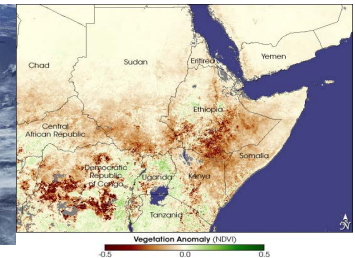 Chad
Sudan
Eritrea
Yemen
Ethiopia
Central
African Republic
Somalia
Democratic
Republic
of Congo
Uganda
Kenya
Tanzania
N
Vegetation Anomaly (NDVI)
-0.5 0.0 0.5